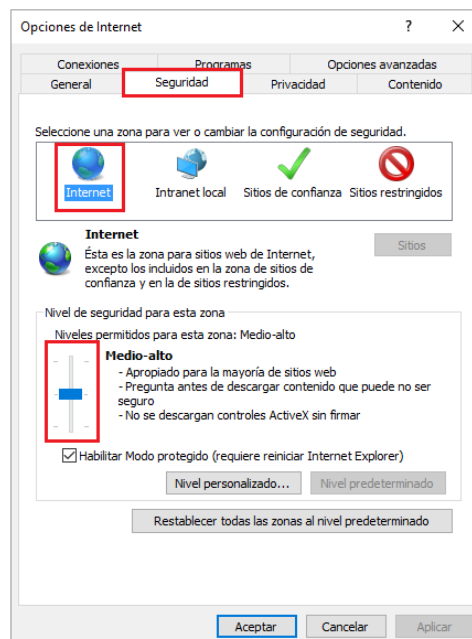 Opciones de Internet ? ×
Conexiones Programas Opciones avanzadas
General Seguridad Privacidad Contenido
Seleccione una zona para ver o cambiar la configuración de seguridad.
Internet Intranet local Sitios de confianza Sitios restringidos
Internet
Ésta es la zona para sitios web de Internet,
excepto los incluidos en la zona de sitios de
confianza y en la de sitios restringidos.
Sitios
Nivel de seguridad para esta zona
Niveles permitidos para esta zona: Medio-alto
Medio-alto
- Apropiado para la mayoría de sitios web
- Pregunta antes de descargar contenido que puede no ser
seguro
- No se descargan controles ActiveX sin firmar
Habilitar Modo protegido (requiere reiniciar Internet Explorer)
Nivel personalizado... Nivel predeterminado
Restablecer todas las zonas al nivel predeterminado
Aceptar Cancelar Aplicar